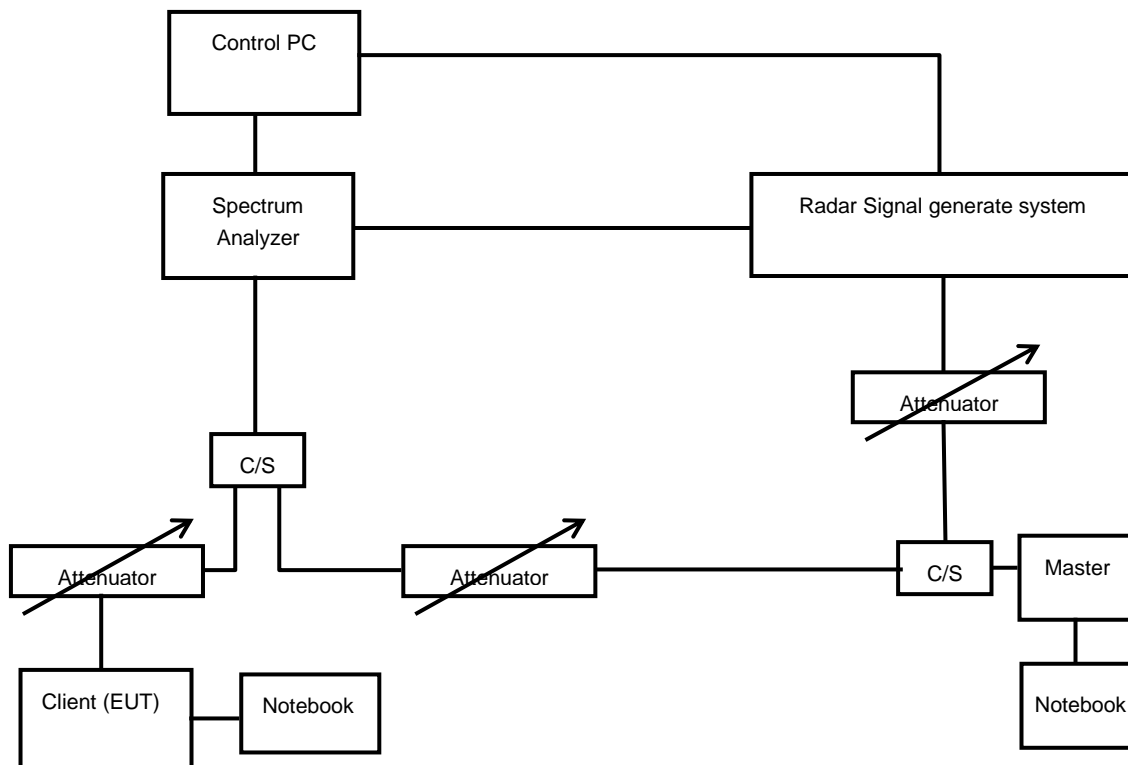 Control PC
Spectrum
Analyzer
Radar Signal generate system
Attenuator
C/S
Attenuator
Attenuator
C/S
Master
Client (EUT)
Notebook
Notebook